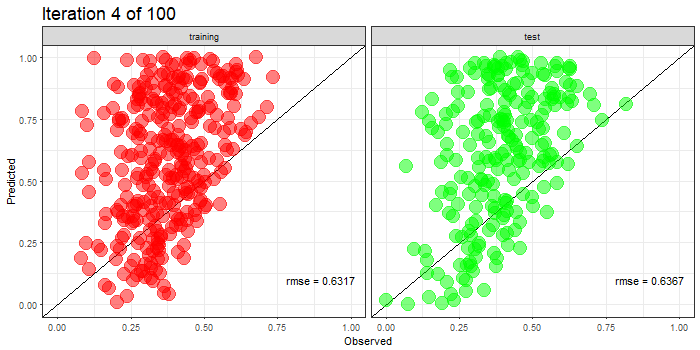 Iteration 4 of 100
training
test
1.00
0.75
0.50
0.25
0.00
Predicted
rmse = 0.6317
rmse = 0.6367
0.00 0.25 0.50 0.75 1.00
0.00 0.25 0.50 0.75 1.00
Observed